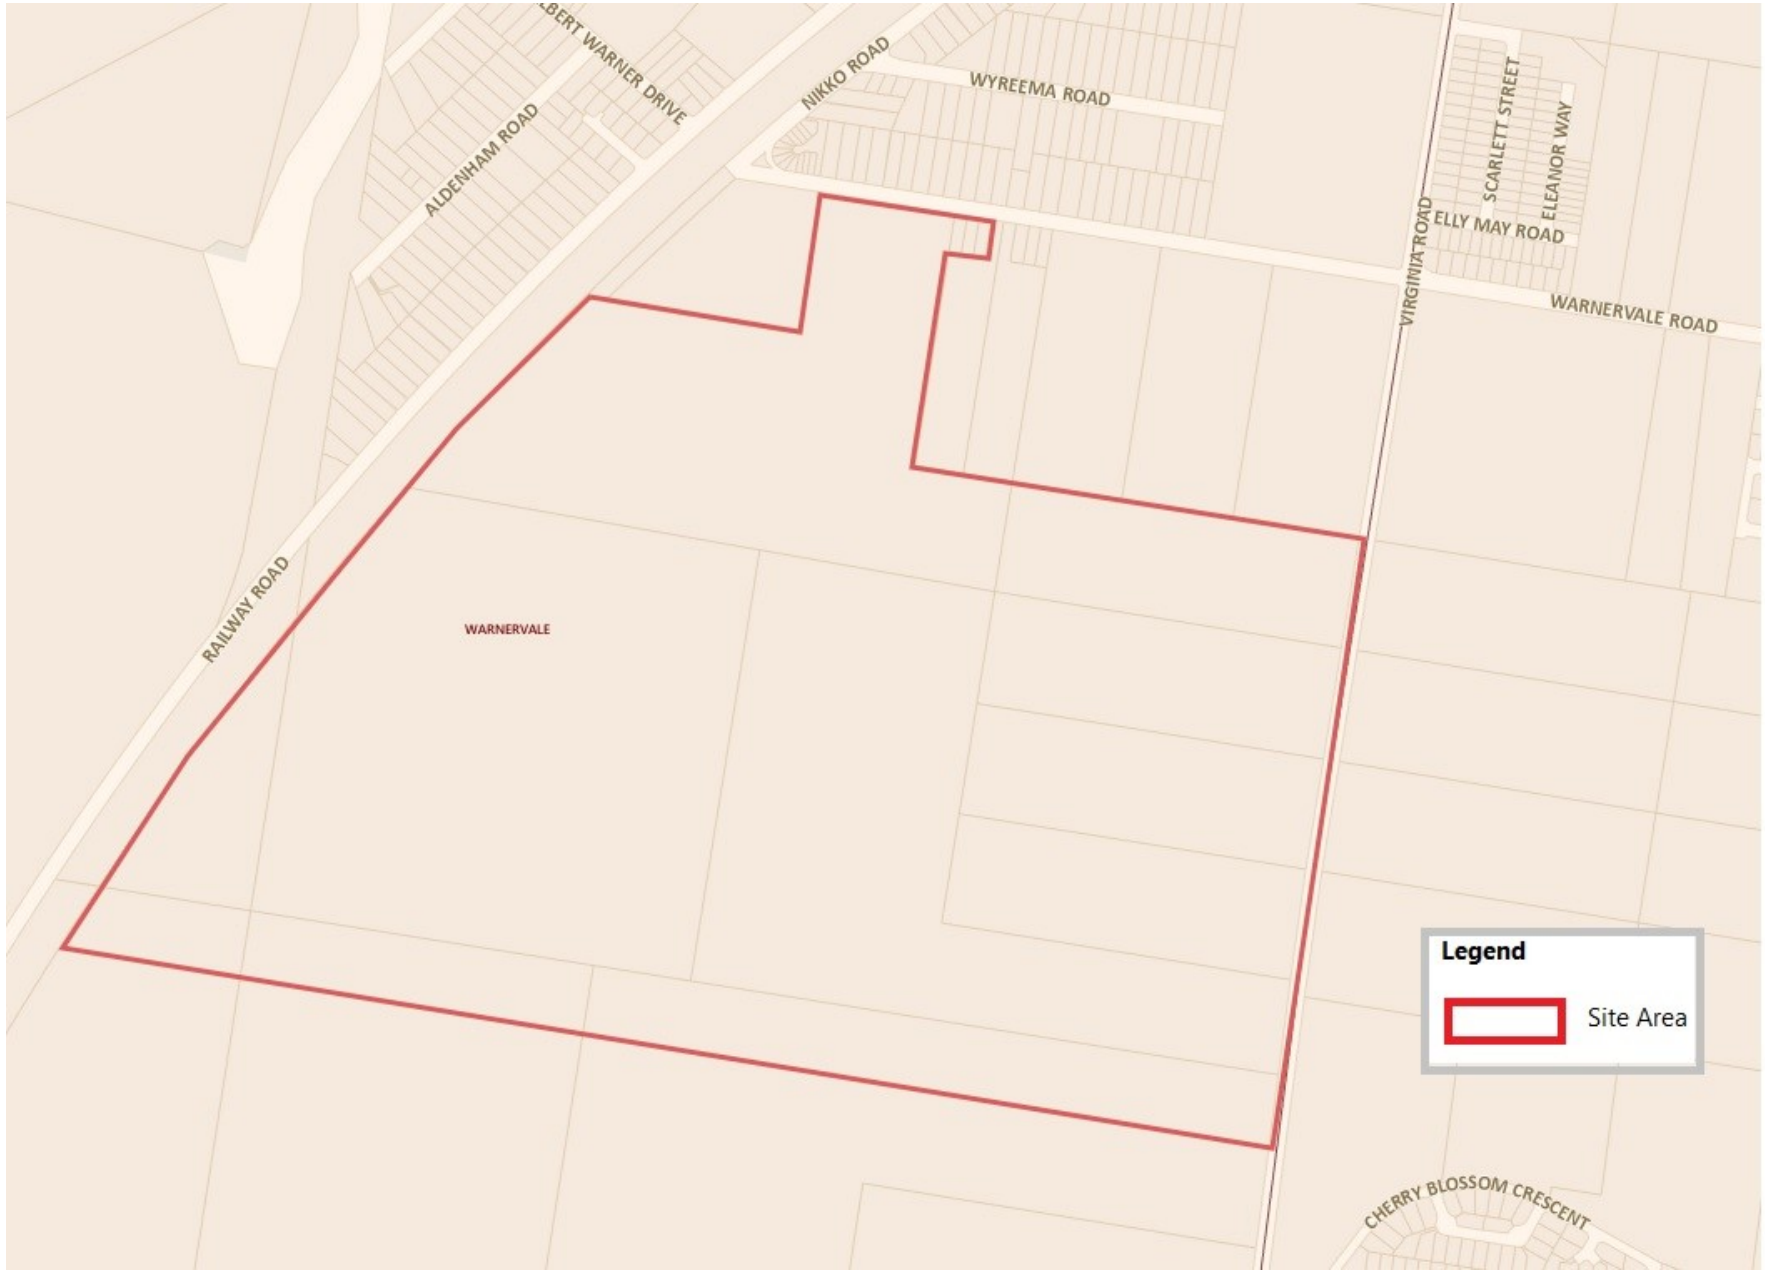 LBERT WARNER DRIVE
NIKKO ROAD
WYREEMA ROAD
SCARLETT STREET
ELEANOR WAY
ALDENHAM ROAD
ELLY MAY ROAD
VIRGINIA ROAD
WARNERVALE ROAD
RAILWAY ROAD
WARNERVALE
Legend
Site Area
CHERRY BLOSSOM CRESCENT